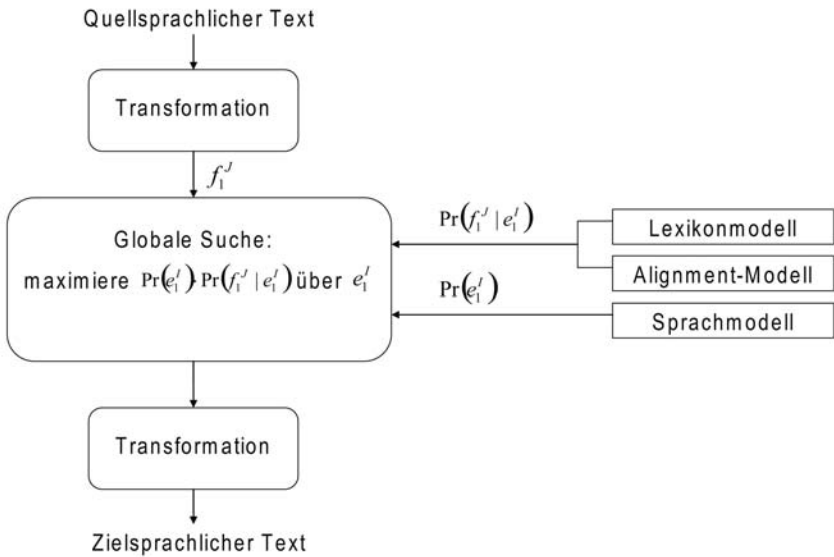 Quellsprachlicher Text
Transformation
f₁ᴶ
Globale Suche:
maximiere Pr(e₁ᴵ)·Pr(f₁ᴶ | e₁ᴵ) über e₁ᴵ
Pr(f₁ᴶ | e₁ᴵ)
Lexikonmodell
Alignment-Modell
Pr(e₁ᴵ)
Sprachmodell
Transformation
Zielsprachlicher Text